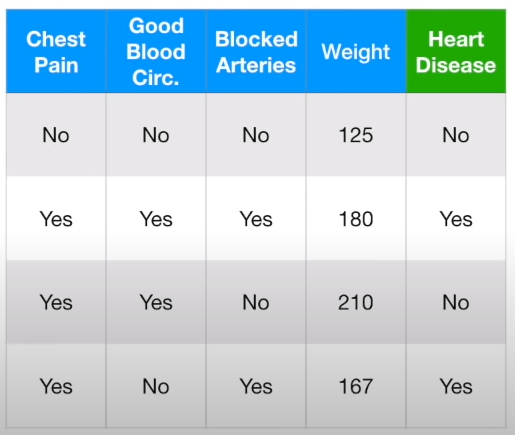 Chest Pain | Good Blood Circ. | Blocked Arteries | Weight | Heart Disease
No | No | No | 125 | No
Yes | Yes | Yes | 180 | Yes
Yes | Yes | No | 210 | No
Yes | No | Yes | 167 | Yes